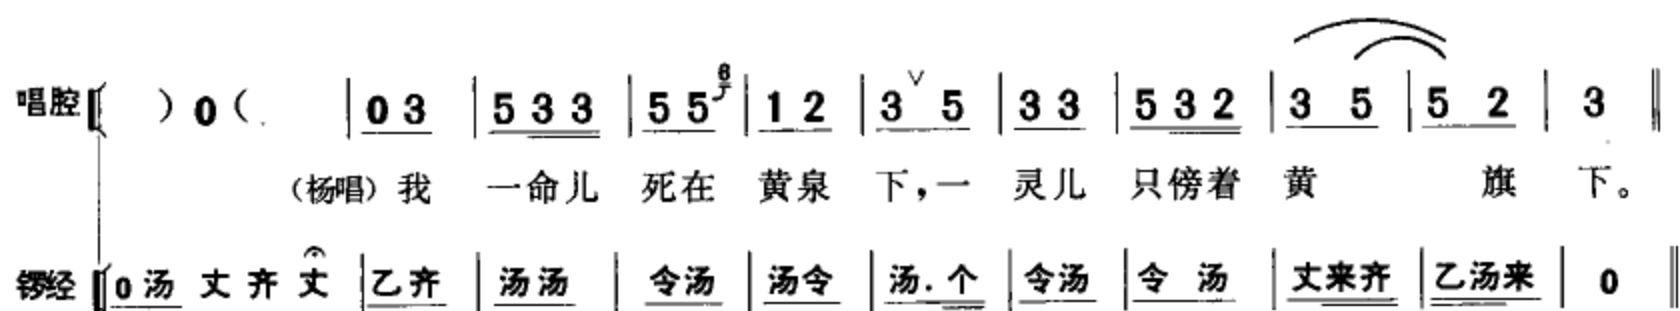 唱腔 ）0（ | 0 3 | 5 3 3 | 5 5 6 | 1 2 | 3 ∨ 5 | 3 3 | 5 3 2 | 3 5 | 5 2 | 3 ‖
（杨唱）我 一命儿 死在 黄泉 下，一 灵儿 只傍着 黄 旗 下。
锣经 0 汤 丈 齐 丈 | 乙齐 | 汤汤 | 令汤 | 汤令 | 汤.个 | 令汤 | 令 汤 | 丈来齐 | 乙汤来 | 0 ‖